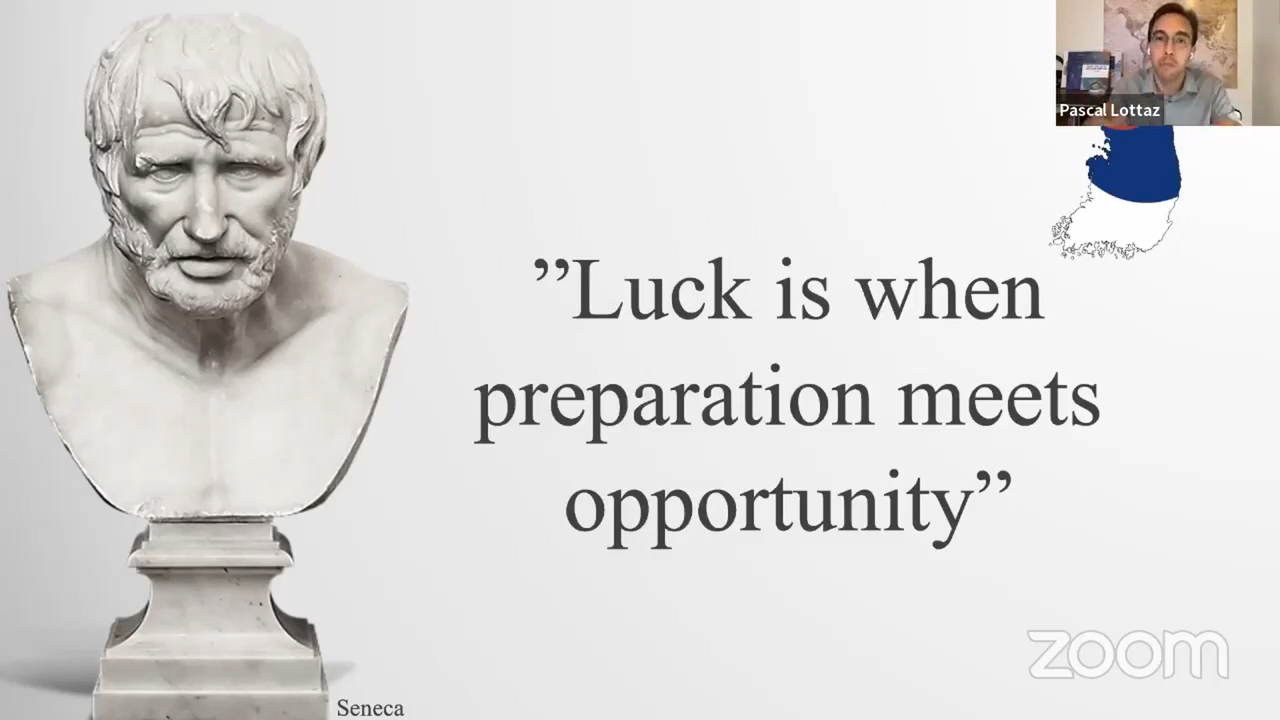 Pascal Lottaz
”Luck is when
preparation meets
opportunity”
zoom
Seneca